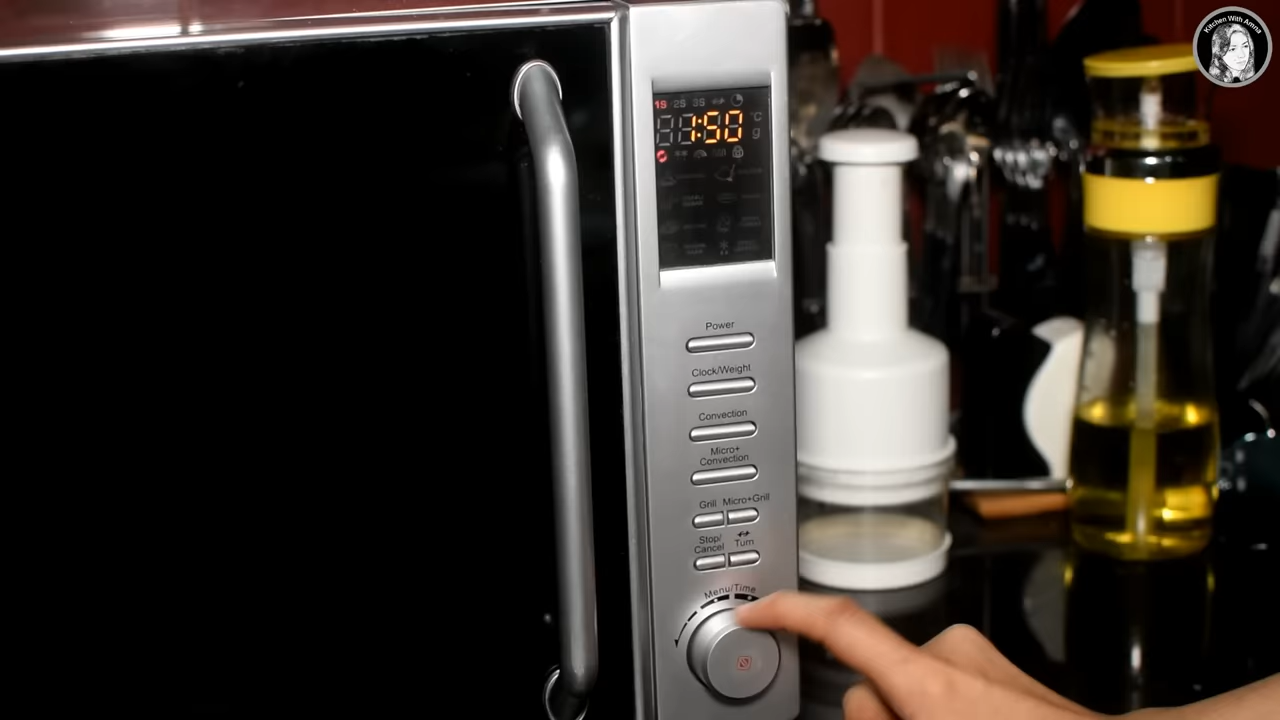 Kitchen With Amna
1S 2S 3S
1:50
°C
g
Power
Clock/Weight
Convection
Micro+
Convection
Grill Micro+Grill
Stop/
Cancel
Turn
Menu/Time